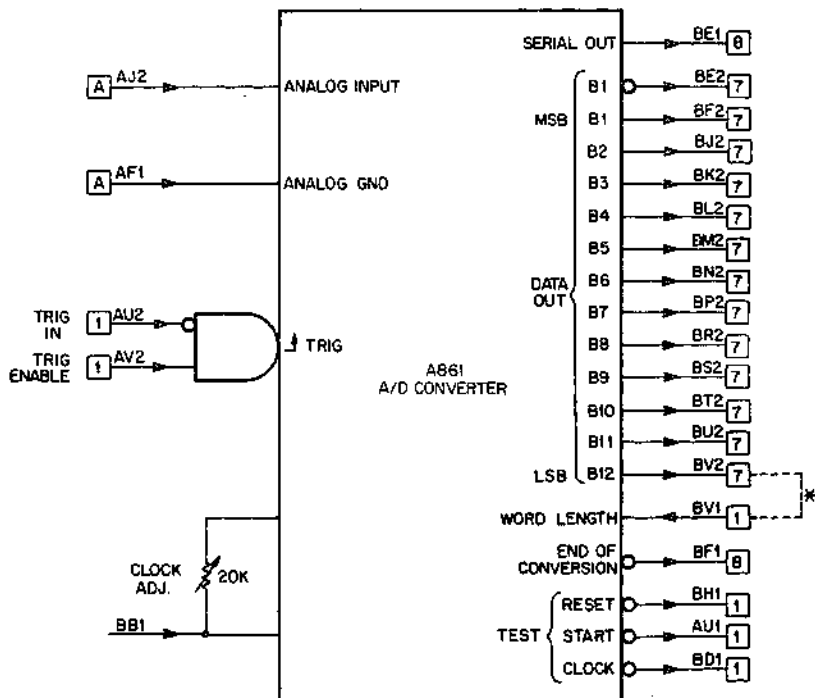 SERIAL OUT BE1 8
A AJ2 ANALOG INPUT
B1 BE2 7
MSB B1 BF2 7
B2 BJ2 7
A AF1 ANALOG GND
B3 BK2 7
B4 BL2 7
B5 BM2 7
DATA OUT
B6 BN2 7
B7 BP2 7
TRIG IN 1 AU2
TRIG ENABLE 1 AV2
TRIG
B8 BR2 7
A861
A/D CONVERTER
B9 BS2 7
B10 BT2 7
B11 BU2 7
LSB B12 BV2 7
*
WORD LENGTH BV1 1
END OF
CONVERSION BF1 8
CLOCK
ADJ.
20K
BB1
TEST
RESET BH1 1
START AU1 1
CLOCK BD1 1